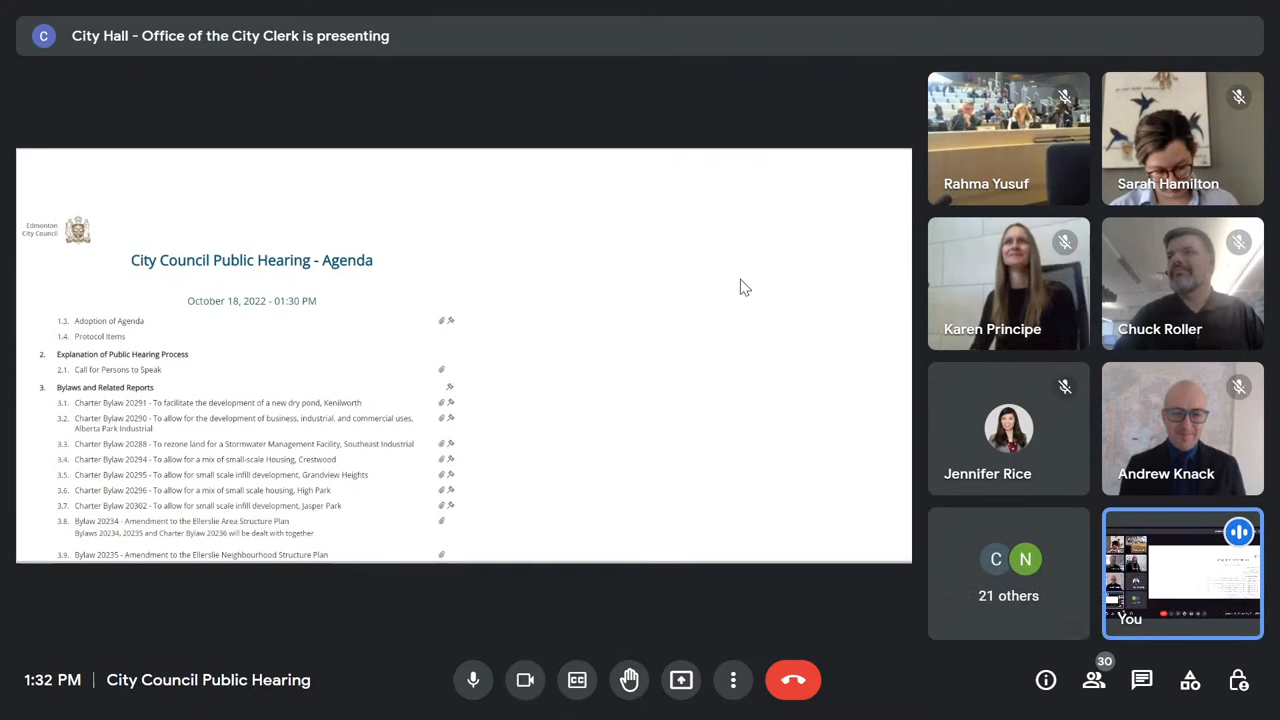 C
City Hall - Office of the City Clerk is presenting
Edmonton
City Council
City Council Public Hearing - Agenda
October 18, 2022 - 01:30 PM
1.3. Adoption of Agenda
1.4. Protocol Items
2. Explanation of Public Hearing Process
2.1. Call for Persons to Speak
3. Bylaws and Related Reports
3.1. Charter Bylaw 20291 - To facilitate the development of a new dry pond, Kenilworth
3.2. Charter Bylaw 20290 - To allow for the development of business, industrial, and commercial uses,
Alberta Park Industrial
3.3. Charter Bylaw 20288 - To rezone land for a Stormwater Management Facility, Southeast Industrial
3.4. Charter Bylaw 20294 - To allow for a mix of small-scale Housing, Crestwood
3.5. Charter Bylaw 20295 - To allow for small scale infill development, Grandview Heights
3.6. Charter Bylaw 20296 - To allow for a mix of small scale housing, High Park
3.7. Charter Bylaw 20302 - To allow for small scale infill development, Jasper Park
3.8. Bylaw 20234 - Amendment to the Ellerslie Area Structure Plan
Bylaws 20234, 20235 and Charter Bylaw 20236 will be dealt with together
3.9. Bylaw 20235 - Amendment to the Ellerslie Neighbourhood Structure Plan
Rahma Yusuf
Sarah Hamilton
Karen Principe
Chuck Roller
Jennifer Rice
Andrew Knack
C N
21 others
You
1:32 PM | City Council Public Hearing
30